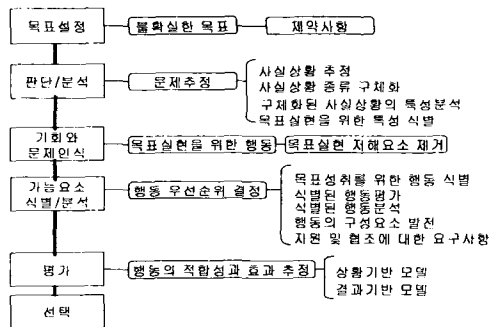 목표설정
불확실한 목표
제약사항
판단/분석
문제추정
사실상황 추정
사실상황 종류 구체화
구체화된 사실상황의 특성분석
목표실현을 위한 특성 식별
기회와
문제인식
목표실현을 위한 행동
목표실현 저해요소 제거
가능요소
식별/분석
행동 우선순위 결정
목표성취를 위한 행동 식별
식별된 행동평가
식별된 행동분석
행동의 구성요소 발전
지원 및 협조에 대한 요구사항
평가
행동의 적합성과 효과 추정
상황기반 모델
결과기반 모델
선택